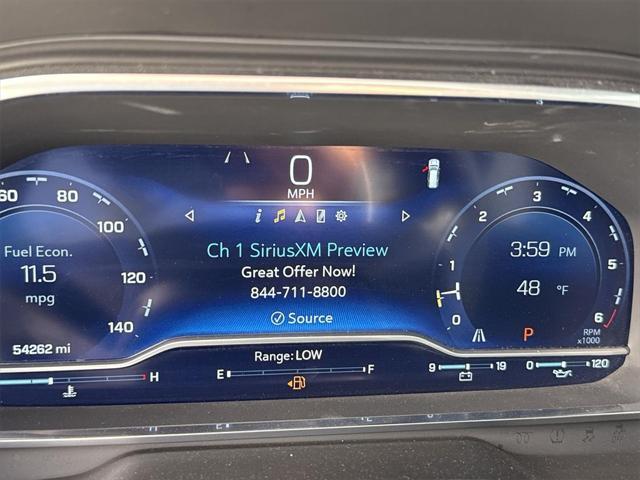 0
MPH
60 80 100 120 140
Fuel Econ.
11.5
mpg
54262 mi
H
i
Ch 1 SiriusXM Preview
Great Offer Now!
844-711-8800
Source
Range: LOW
E F
0 1 2 3 4 5 6
3:59 PM
48 °F
P
RPM
x1000
9 19
0 120